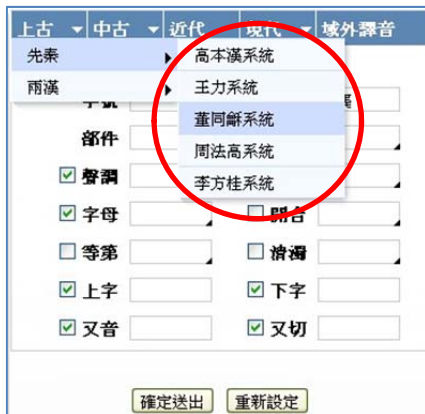 上古 中古 近代 現代 域外譯音
先秦 高本漢系統
兩漢 王力系統
董同龢系統
部件
周法高系統
聲調 李方桂系統
字母 開合
等第 清濁
上字 下字
又音 又切
確定送出 重新設定